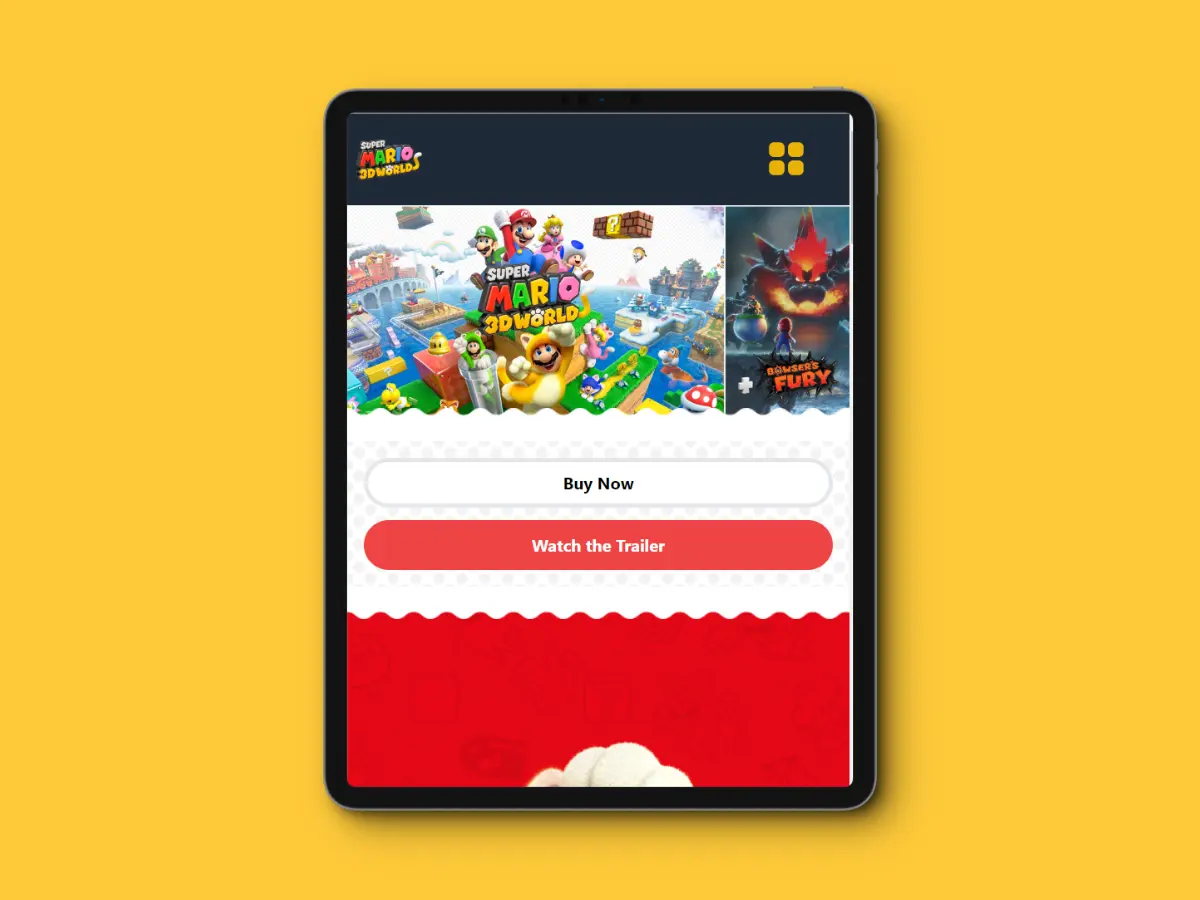 SUPER
MARIO
3D WORLD
SUPER
MARIO
3D WORLD
?
BOWSER'S
FURY
Buy Now
Watch the Trailer